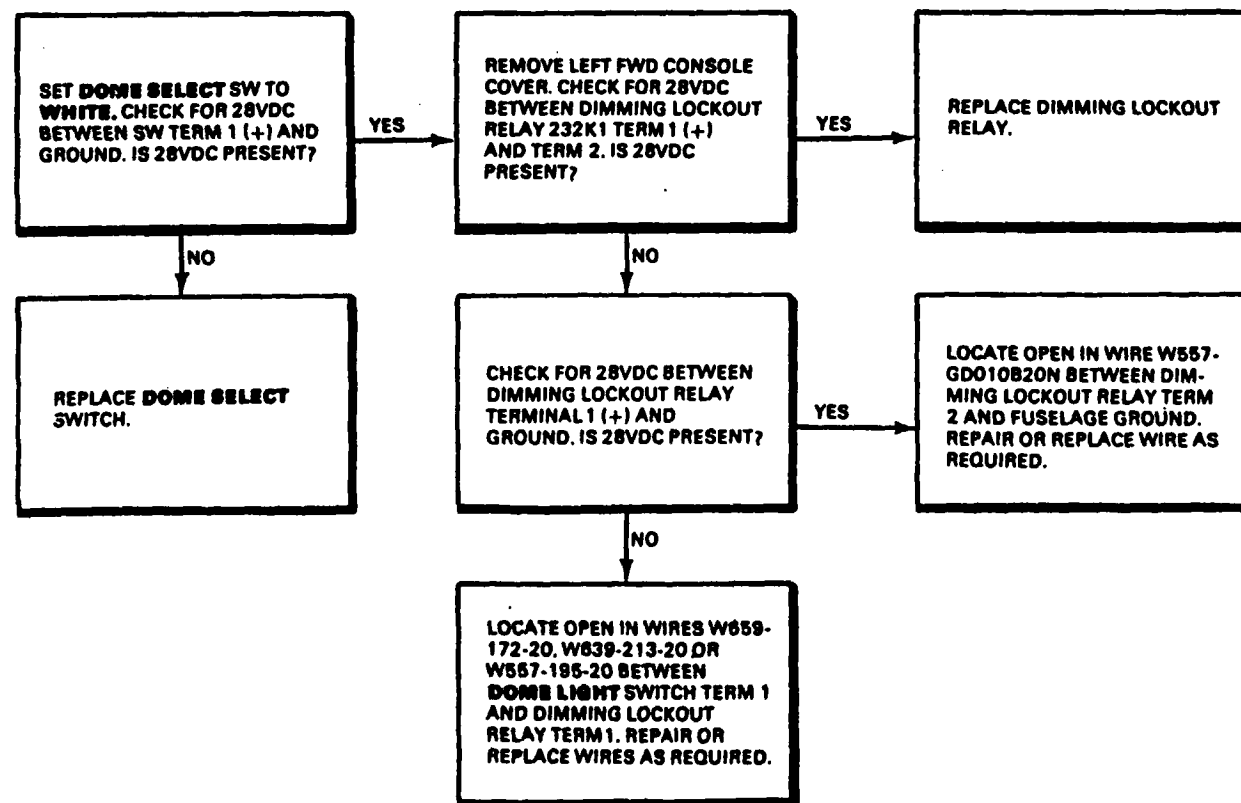 SET DOME SELECT SW TO
WHITE. CHECK FOR 28VDC
BETWEEN SW TERM 1 (+) AND
GROUND. IS 28VDC PRESENT?
YES
REMOVE LEFT FWD CONSOLE
COVER. CHECK FOR 28VDC
BETWEEN DIMMING LOCKOUT
RELAY 232K1 TERM 1 (+)
AND TERM 2. IS 28VDC
PRESENT?
YES
REPLACE DIMMING LOCKOUT
RELAY.
NO
NO
REPLACE DOME SELECT
SWITCH.
CHECK FOR 28VDC BETWEEN
DIMMING LOCKOUT RELAY
TERMINAL 1 (+) AND
GROUND. IS 28VDC PRESENT?
YES
LOCATE OPEN IN WIRE W557-
GD010B20N BETWEEN DIM-
MING LOCKOUT RELAY TERM
2 AND FUSELAGE GROUND.
REPAIR OR REPLACE WIRE AS
REQUIRED.
NO
LOCATE OPEN IN WIRES W659-
172-20, W639-213-20 OR
W557-195-20 BETWEEN
DOME LIGHT SWITCH TERM 1
AND DIMMING LOCKOUT
RELAY TERM 1. REPAIR OR
REPLACE WIRES AS REQUIRED.